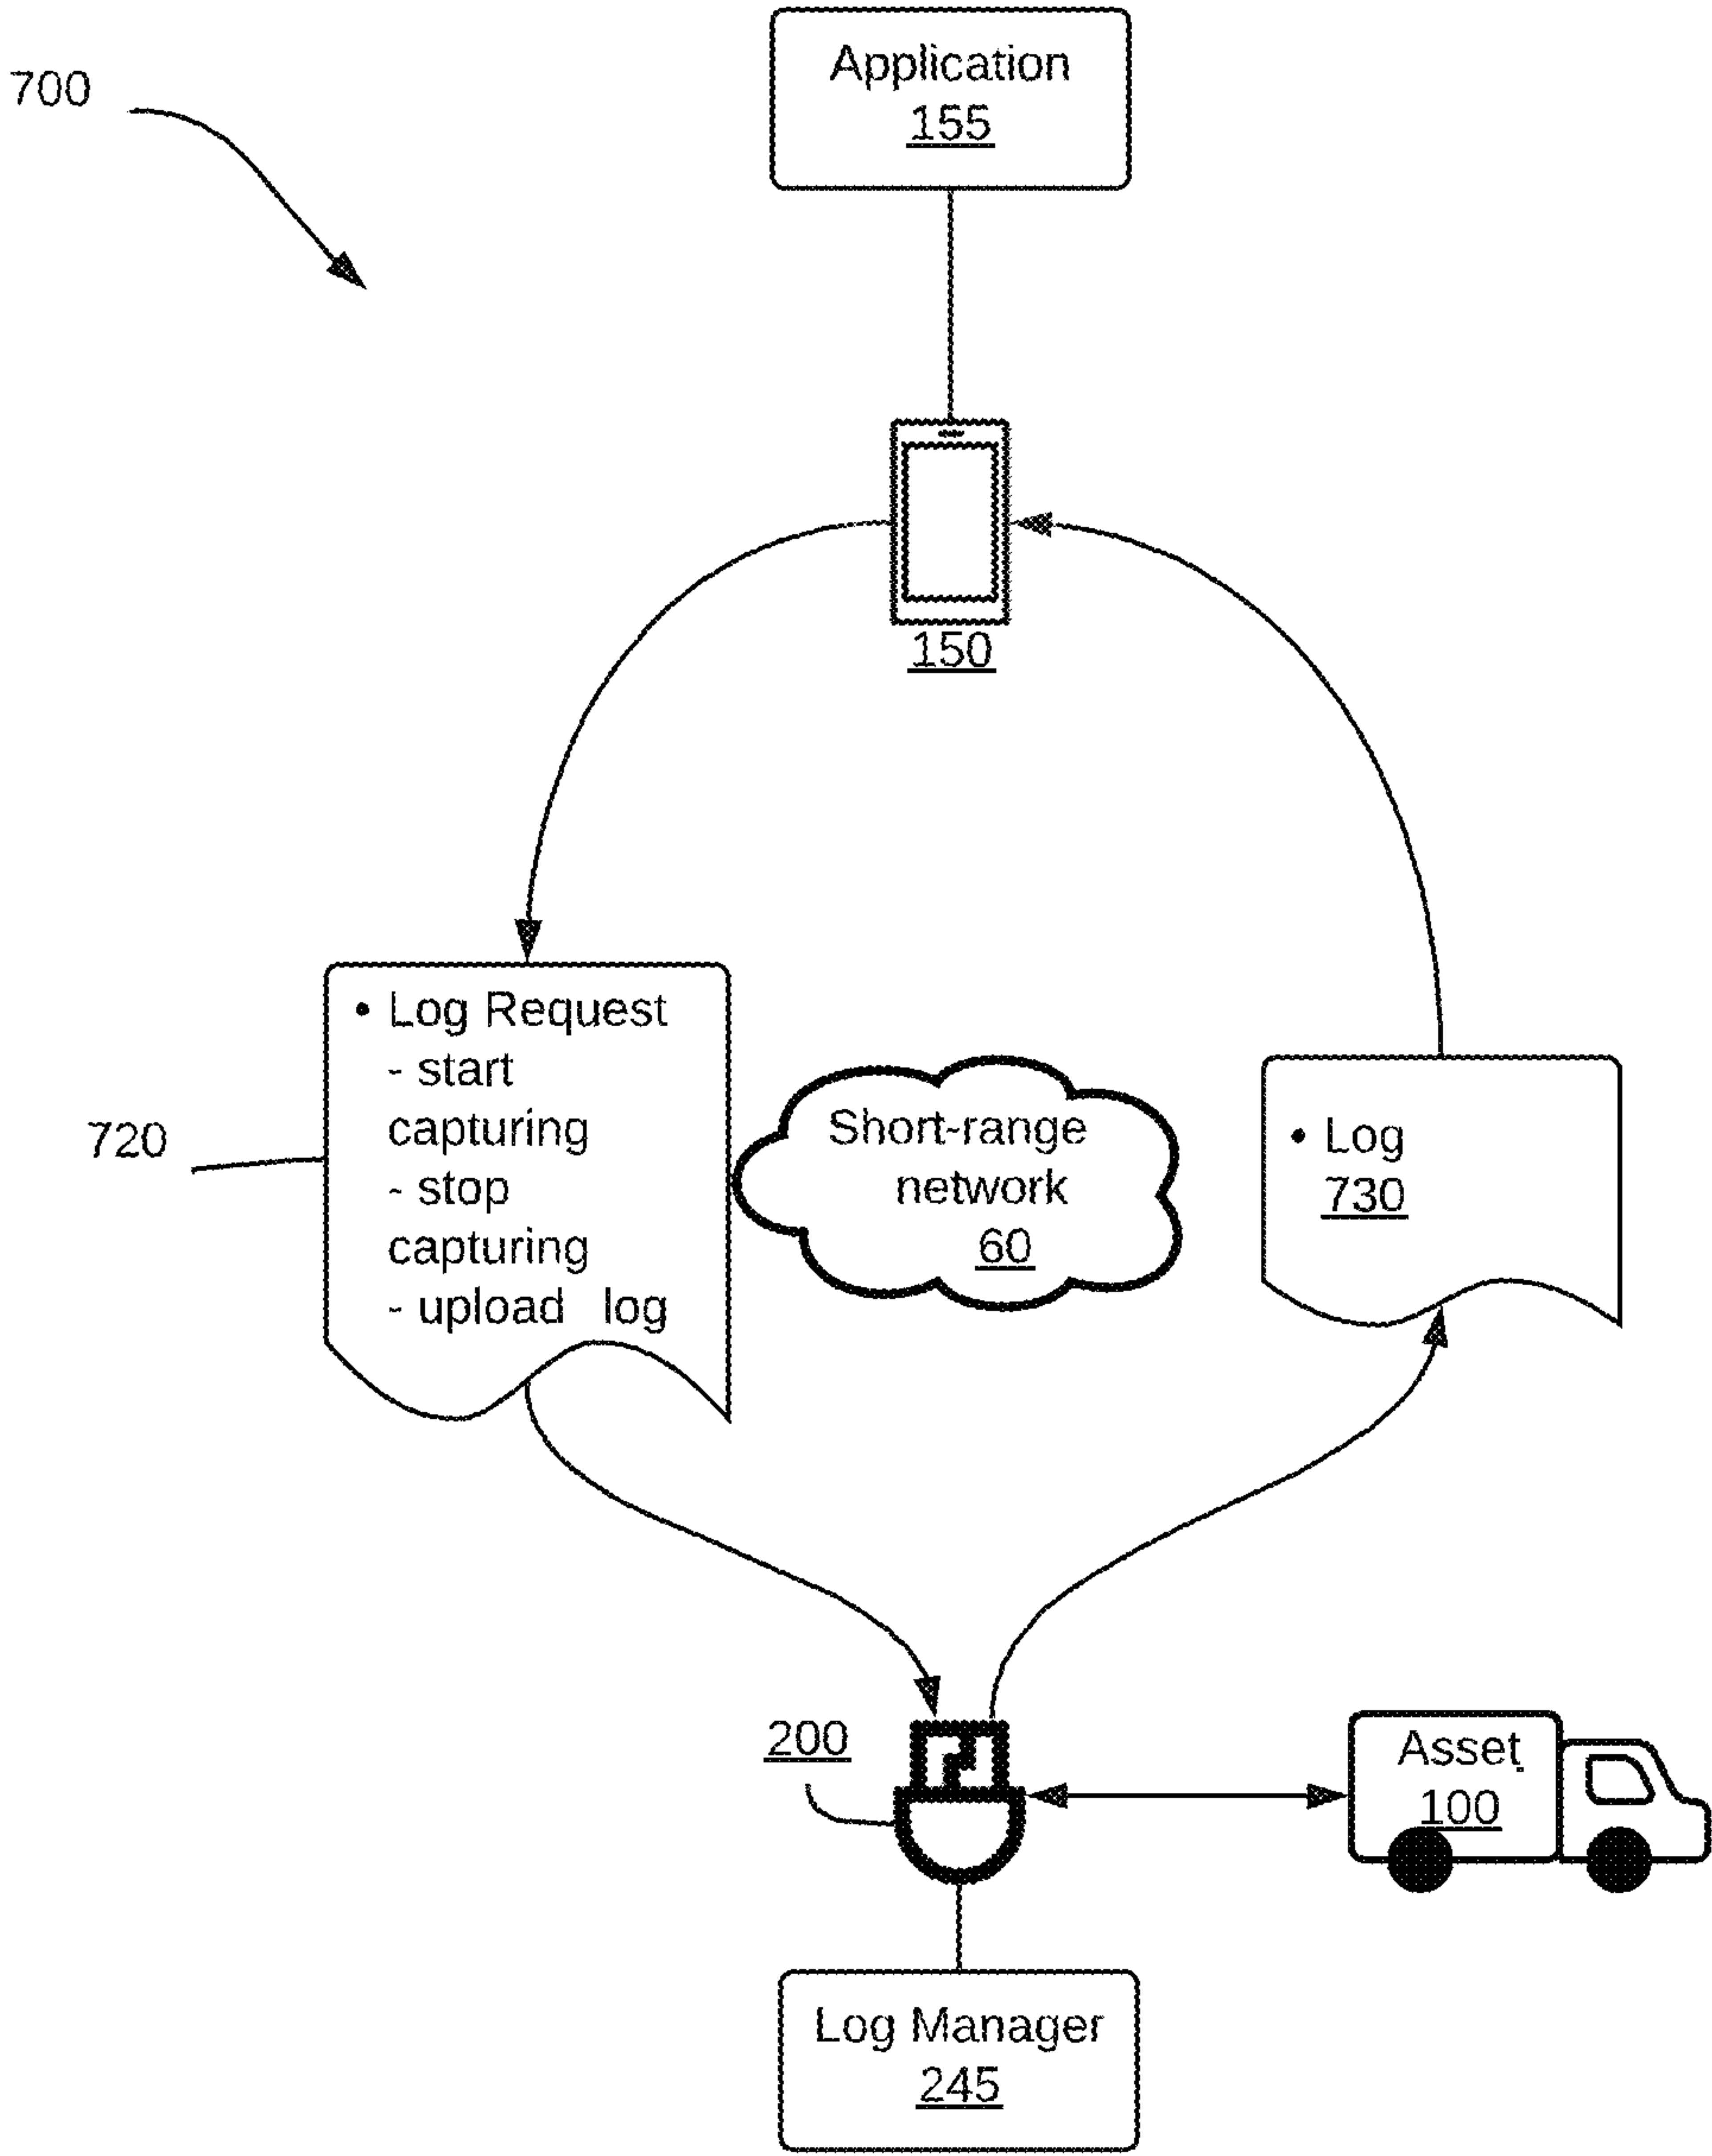 700
Application
155
150
• Log Request
- start
capturing
- stop
capturing
- upload log
720
Short-range
network
60
• Log
730
200
Asset
100
Log Manager
245